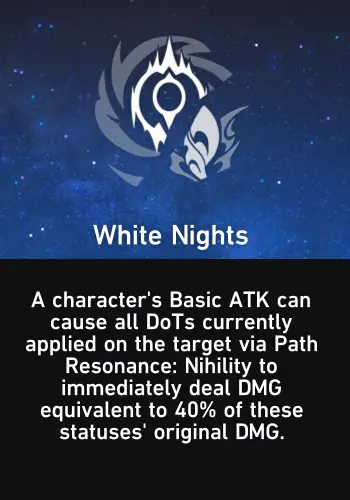 White Nights
A character's Basic ATK can
cause all DoTs currently
applied on the target via Path
Resonance: Nihility to
immediately deal DMG
equivalent to 40% of these
statuses' original DMG.